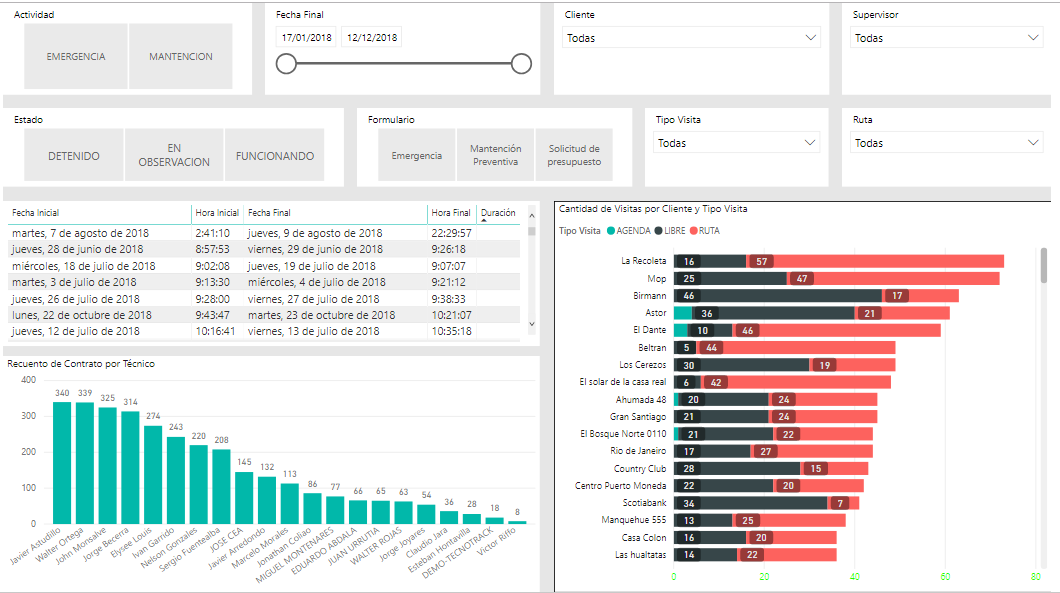 Actividad
EMERGENCIA
MANTENCION
Fecha Final
17/01/2018
12/12/2018
Cliente
Todas
Supervisor
Todas
Estado
DETENIDO
EN
OBSERVACION
FUNCIONANDO
Formulario
Emergencia
Mantención
Preventiva
Solicitud de
presupuesto
Tipo Visita
Todas
Ruta
Todas
Fecha Inicial Hora Inicial Fecha Final Hora Final Duración
martes, 7 de agosto de 2018 2:41:10 jueves, 9 de agosto de 2018 22:29:57
jueves, 28 de junio de 2018 8:57:53 viernes, 29 de junio de 2018 9:26:18
miércoles, 18 de julio de 2018 9:02:08 jueves, 19 de julio de 2018 9:07:07
martes, 3 de julio de 2018 9:13:30 miércoles, 4 de julio de 2018 9:21:12
jueves, 26 de julio de 2018 9:28:00 viernes, 27 de julio de 2018 9:38:33
lunes, 22 de octubre de 2018 9:43:47 martes, 23 de octubre de 2018 10:21:07
jueves, 12 de julio de 2018 10:16:41 viernes, 13 de julio de 2018 10:35:18
Recuento de Contrato por Técnico
400
300
200
100
0
340 339 325 314 274 243 220 208 145 132 113 86 77 66 65 63 54 36 28 18 8
Javier Astudillo
Walter Ortega
John Monsalve
Jorge Becerra
Elysee Louis
Ivan Garrido
Nelson Gonzales
Sergio Fuentealba
JOSE CEA
Javier Arredondo
Marcelo Morales
Jonathan Collao
MIGUEL MONTENARES
EDUARDO ABDALA
JUAN URRUTIA
WALTER ROJAS
Jorge Joyares
Claudio Jara
Esteban Hontavilla
DEMO-TECNOTRACK
Victor Riffo
Cantidad de Visitas por Cliente y Tipo Visita
Tipo Visita AGENDA LIBRE RUTA
La Recoleta 16 57
Mop 25 47
Birmann 46 17
Astor 36 21
El Dante 10 46
Beltran 5 44
Los Cerezos 30 19
El solar de la casa real 6 42
Ahumada 48 20 24
Gran Santiago 21 24
El Bosque Norte 0110 21 22
Rio de Janeiro 17 27
Country Club 28 15
Centro Puerto Moneda 22 20
Scotiabank 34 7
Manquehue 555 13 25
Casa Colon 16 20
Las hualtatas 14 22
0 20 40 60 80